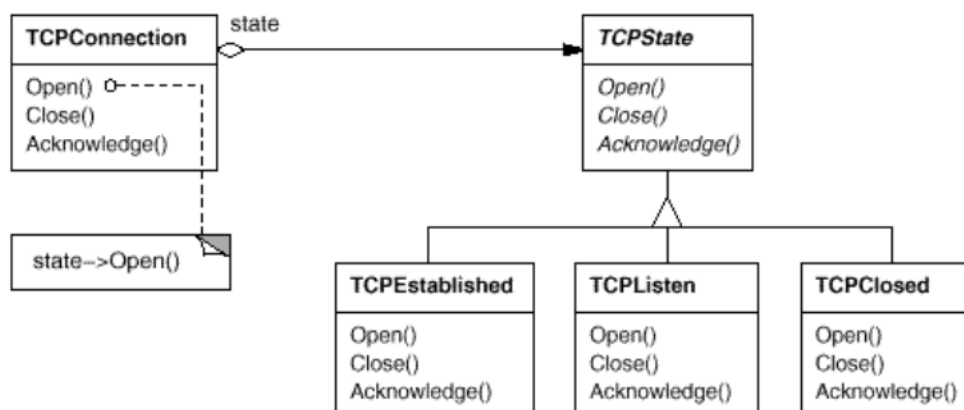 state
TCPConnection
Open()
Close()
Acknowledge()
state->Open()
TCPState
Open()
Close()
Acknowledge()
TCPEstablished
Open()
Close()
Acknowledge()
TCPListen
Open()
Close()
Acknowledge()
TCPClosed
Open()
Close()
Acknowledge()